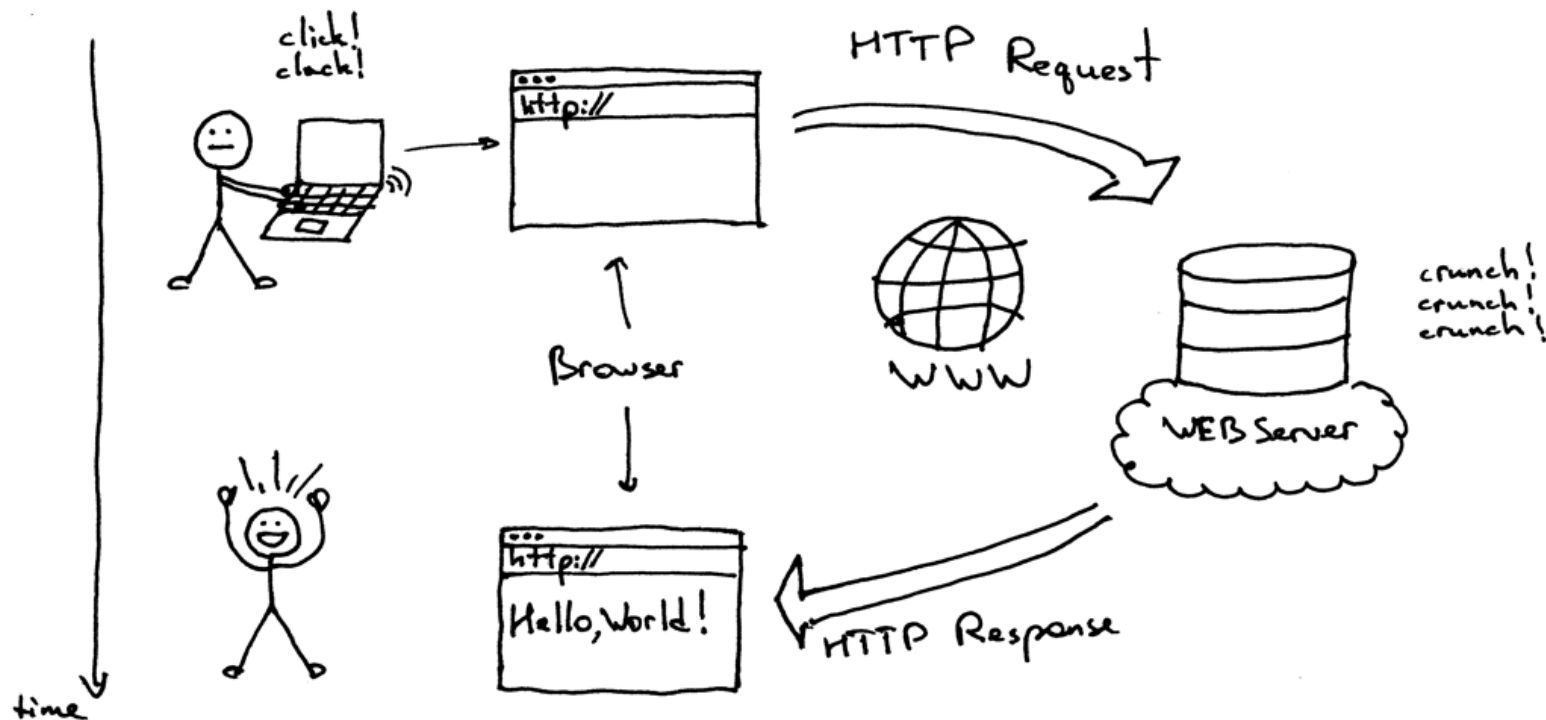 click!
clack!
HTTP Request
http://
crunch!
crunch!
crunch!
Browser
WWW
WEB Server
http://
Hello, World!
HTTP Response
time